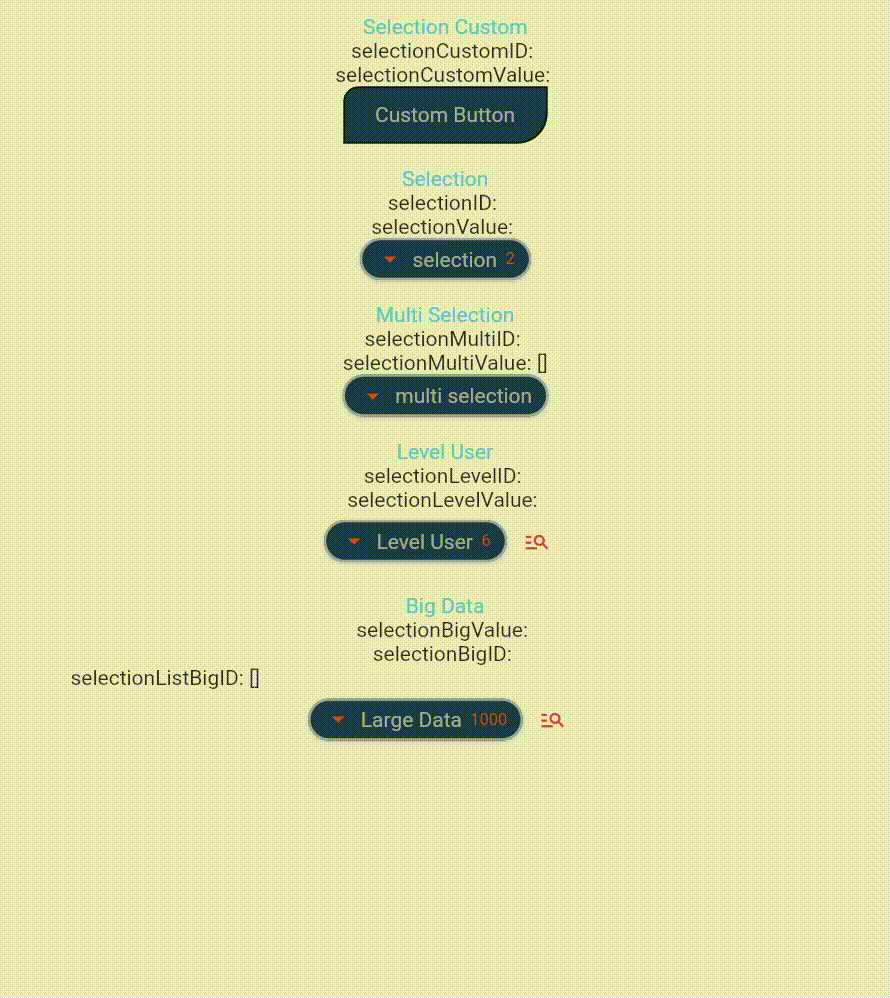 Selection Custom
selectionCustomID:
selectionCustomValue:
Custom Button
Selection
selectionID:
selectionValue:
selection 2
Multi Selection
selectionMultiID:
selectionMultiValue: []
multi selection
Level User
selectionLevelID:
selectionLevelValue:
Level User 6
Big Data
selectionBigValue:
selectionBigID:
selectionListBigID: []
Large Data 1000